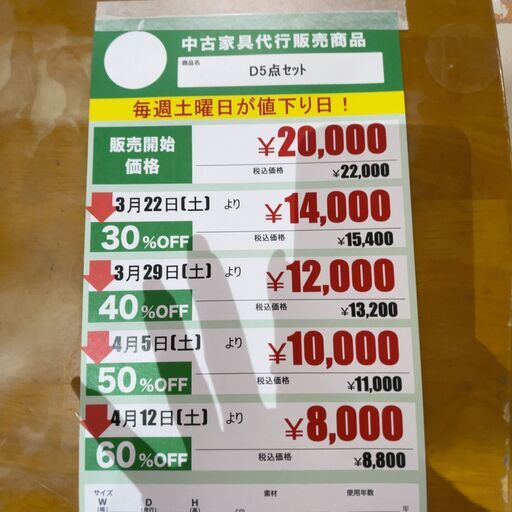 中古家具代行販売商品
商品名
D5点セット
毎週土曜日が値下り日！
販売開始
価格
¥20,000
税込価格 ¥22,000
3月22日(土) より ¥14,000
30%OFF 税込価格 ¥15,400
3月29日(土) より ¥12,000
40%OFF 税込価格 ¥13,200
4月5日(土) より ¥10,000
50%OFF 税込価格 ¥11,000
4月12日(土) より ¥8,000
60%OFF 税込価格 ¥8,800
サイズ 素材 使用年数
W D H
(幅) (奥行) (高) cm 年